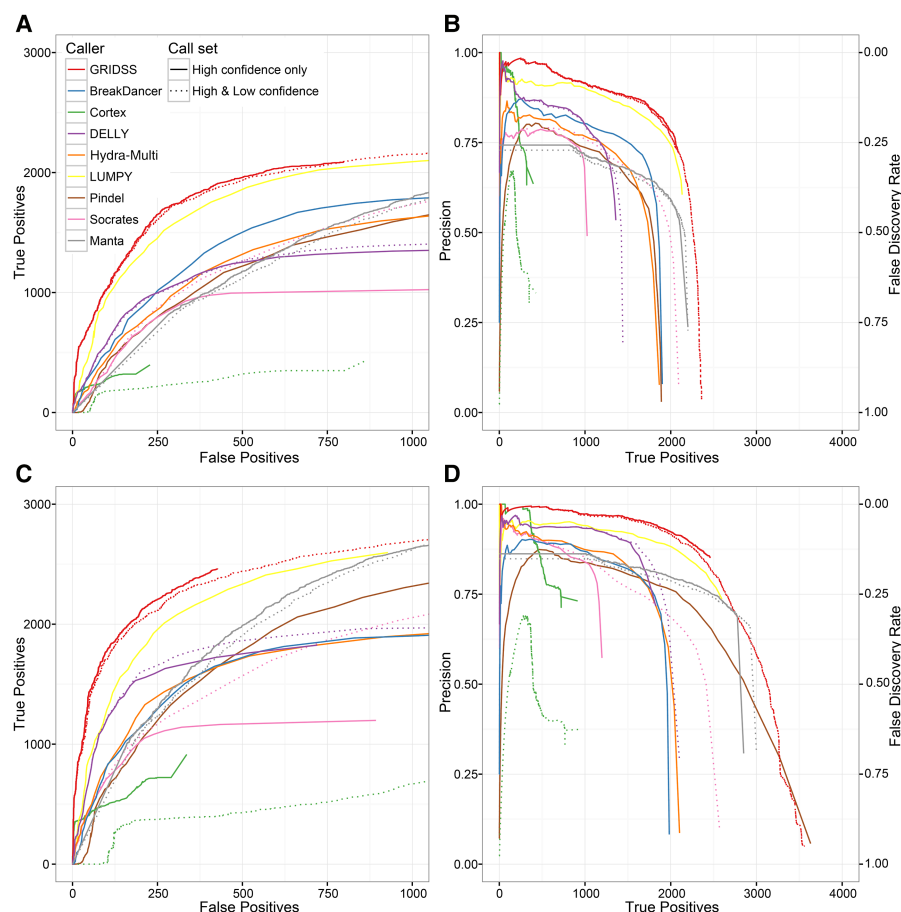 A
B
Caller
Call set
GRIDSS
BreakDancer
Cortex
DELLY
Hydra-Multi
LUMPY
Pindel
Socrates
Manta
High confidence only
High & Low confidence
3000
2000
1000
0
True Positives
0
250
500
750
1000
False Positives
1.00
0.75
0.50
0.25
0.00
Precision
0
1000
2000
3000
4000
True Positives
0.00
0.25
0.50
0.75
1.00
False Discovery Rate
C
D
3000
2000
1000
0
True Positives
0
250
500
750
1000
False Positives
1.00
0.75
0.50
0.25
0.00
Precision
0
1000
2000
3000
4000
True Positives
0.00
0.25
0.50
0.75
1.00
False Discovery Rate